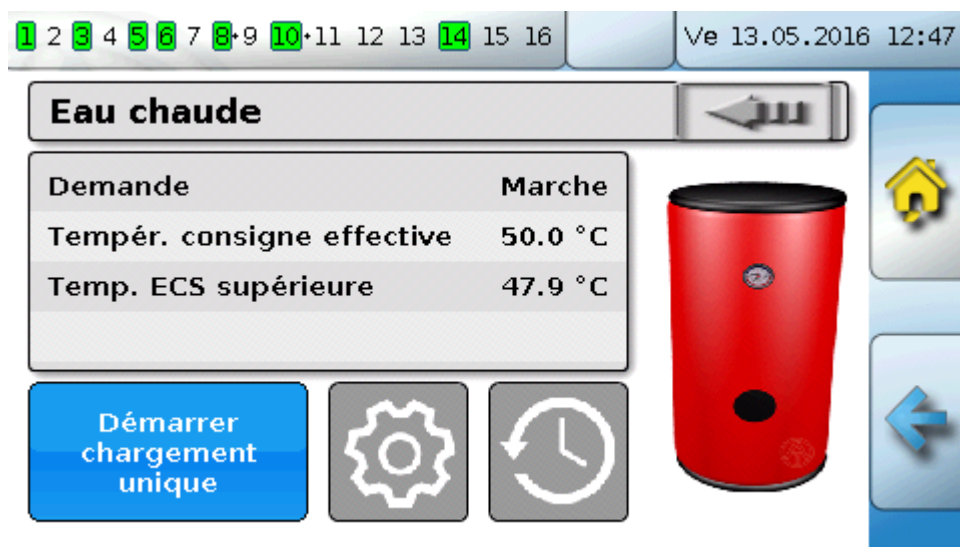 1 2 3 4 5 6 7 8·9 10·11 12 13 14 15 16 Ve 13.05.2016 12:47
Eau chaude
Demande Marche
Tempér. consigne effective 50.0 °C
Temp. ECS supérieure 47.9 °C
Démarrer
chargement
unique